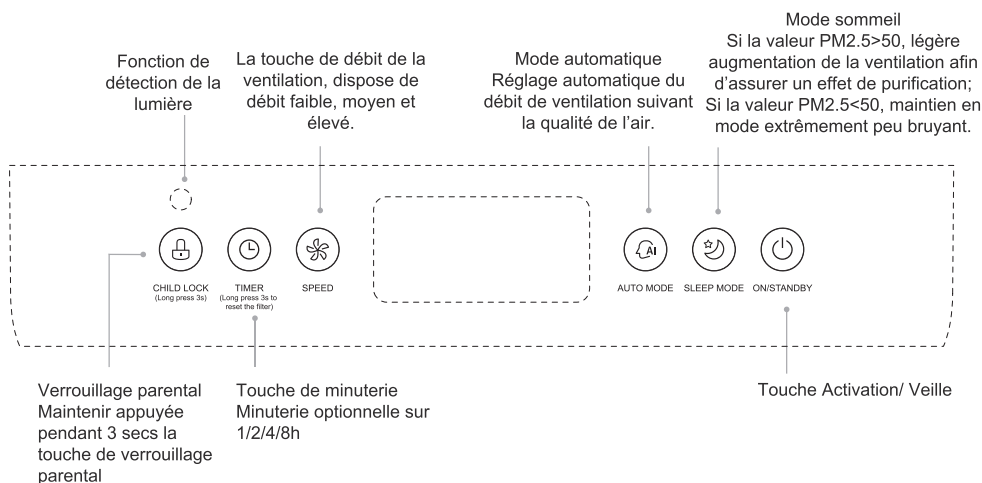 Mode sommeil
Si la valeur PM2.5>50, légère
augmentation de la ventilation afin
d’assurer un effet de purification;
Si la valeur PM2.5<50, maintien en
mode extrêmement peu bruyant.
Fonction de
détection de la
lumière
La touche de débit de la
ventilation, dispose de
débit faible, moyen et
élevé.
Mode automatique
Réglage automatique du
débit de ventilation suivant
la qualité de l’air.
AI
CHILD LOCK
(Long press 3s)
TIMER
(Long press 3s to
reset the filter)
SPEED
AUTO MODE
SLEEP MODE
ON/STANDBY
Verrouillage parental
Maintenir appuyée
pendant 3 secs la
touche de verrouillage
parental
Touche de minuterie
Minuterie optionnelle sur
1/2/4/8h
Touche Activation/ Veille